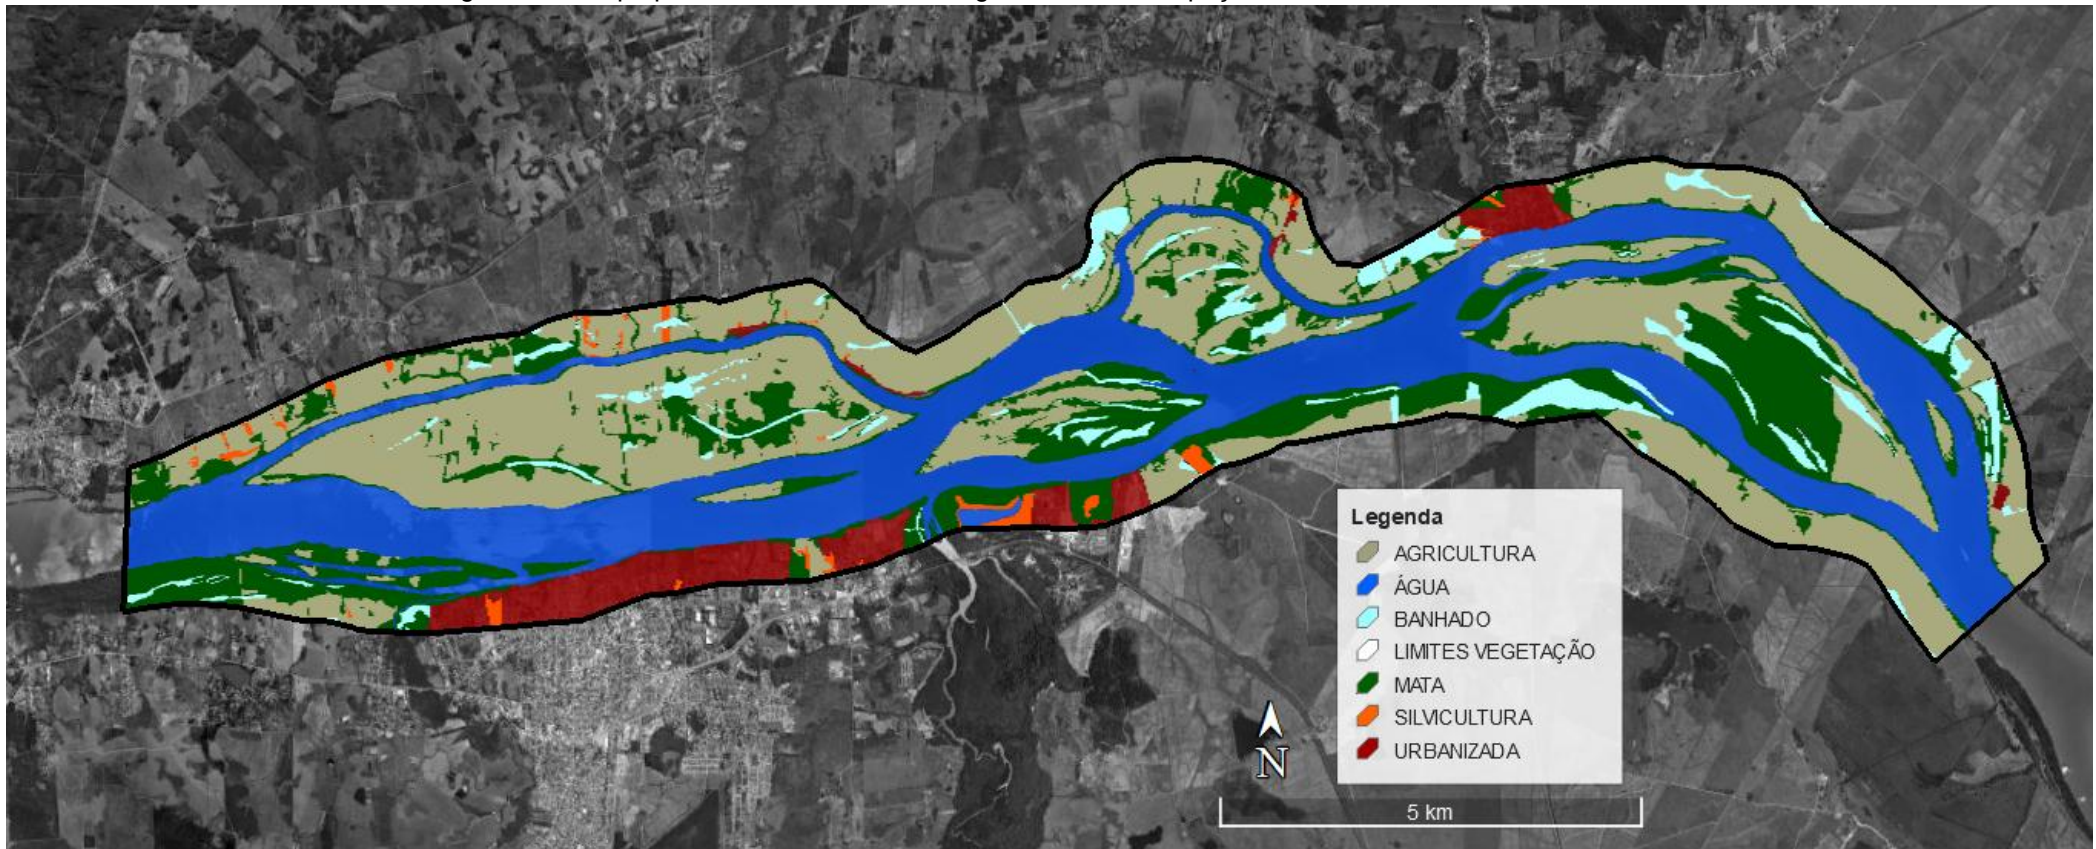 Legenda
AGRICULTURA
ÁGUA
BANHADO
LIMITES VEGETAÇÃO
MATA
SILVICULTURA
URBANIZADA
N
5 km